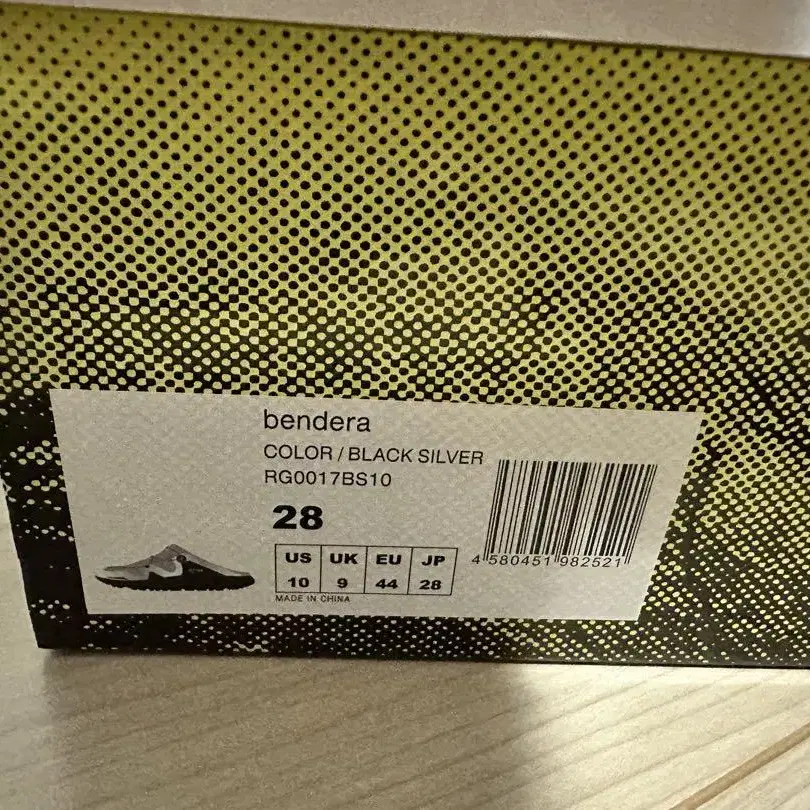 bendera
COLOR / BLACK SILVER
RG0017BS10
28
US UK EU JP
10 9 44 28
MADE IN CHINA
4 580451 982521